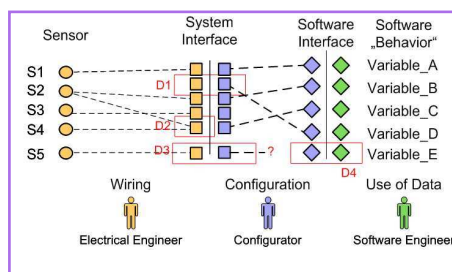 Sensor
System
Interface
Software
Interface
Software
„Behavior"
S1
S2
S3
S4
S5
D1
D2
D3
?
D4
Variable_A
Variable_B
Variable_C
Variable_D
Variable_E
Wiring
Configuration
Use of Data
Electrical Engineer
Configurator
Software Engineer